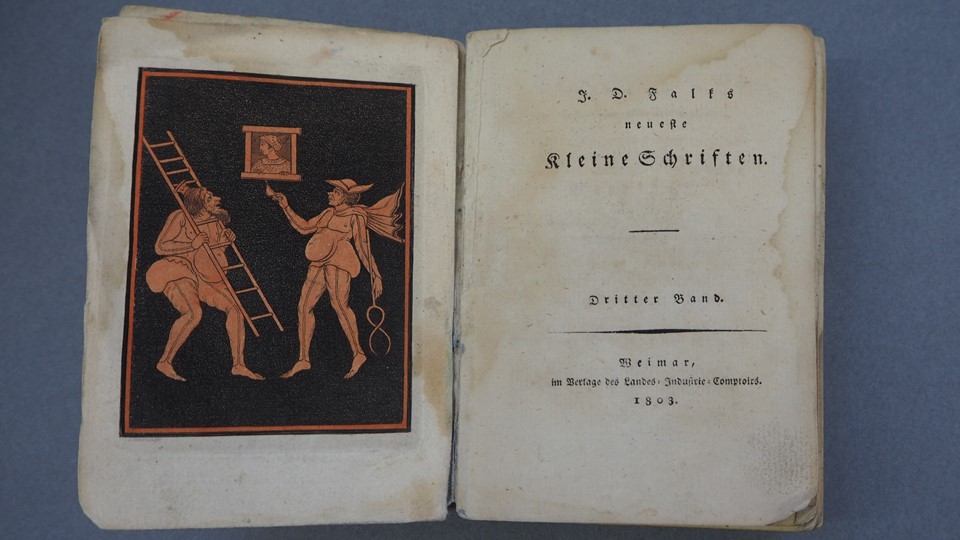 J. D. Falks
neueste
Kleine Schriften.
Dritter Band.
Weimar,
im Verlage des Landes-Industrie-Comptoirs.
1803.